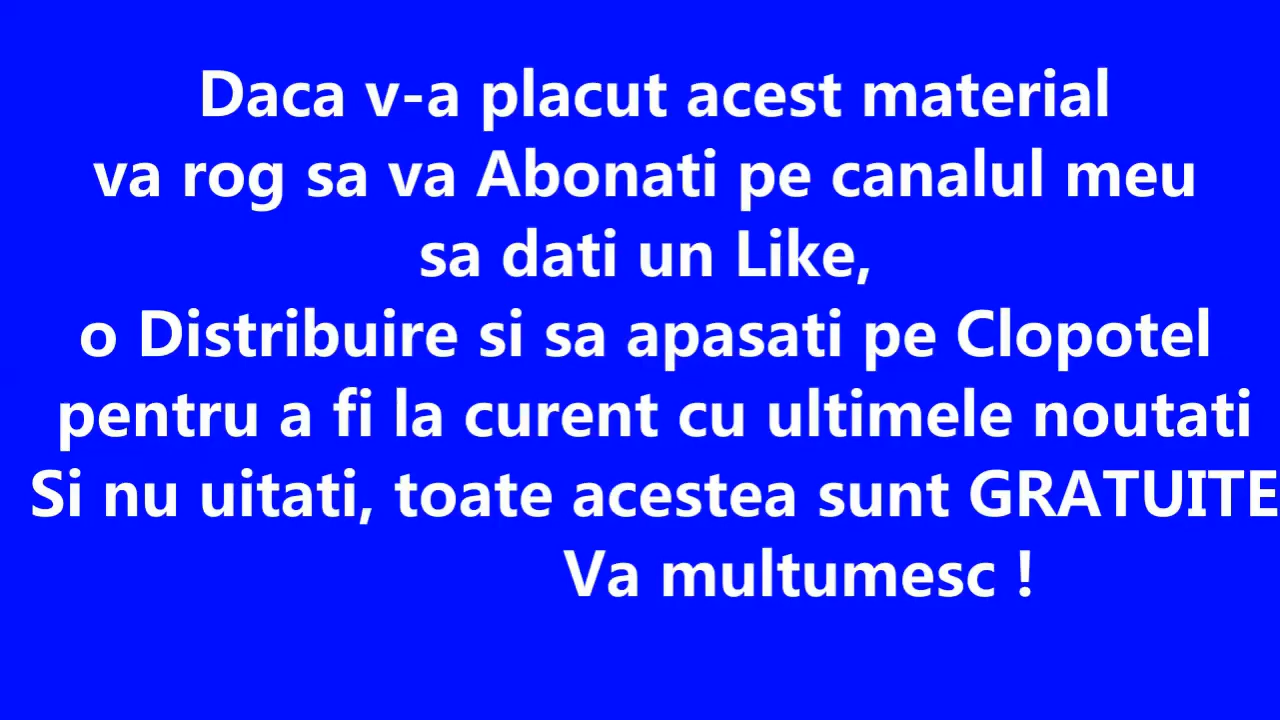 Daca v-a placut acest material
va rog sa va Abonati pe canalul meu
sa dati un Like,
o Distribuire si sa apasati pe Clopotel
pentru a fi la curent cu ultimele noutati
Si nu uitati, toate acestea sunt GRATUITE
Va multumesc !